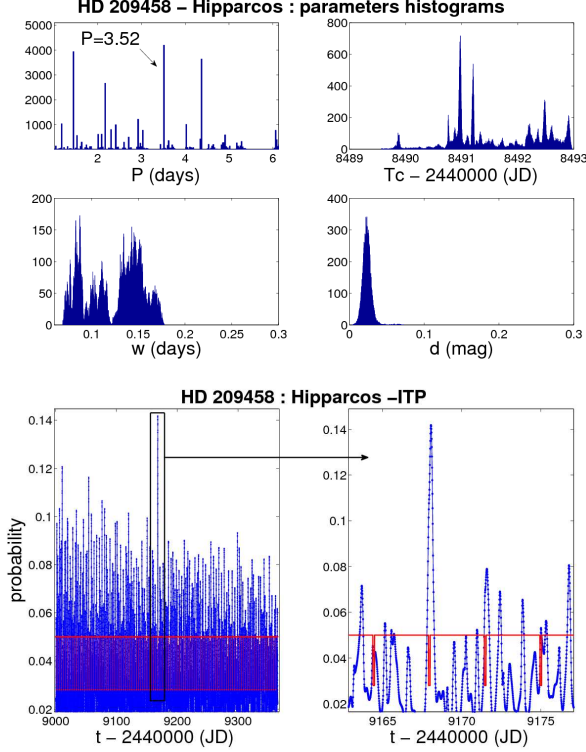 HD 209458 − Hipparcos : parameters histograms
5000
4000
3000
2000
1000
P=3.52
2 3 4 5 6
P (days)
800
600
400
200
0
8489 8490 8491 8492 8493
Tc − 2440000 (JD)
200
150
100
50
0
0.1 0.2 0.3
w (days)
400
300
200
100
0
0 0.1 0.2 0.3
d (mag)
HD 209458 : Hipparcos −ITP
probability
0.14
0.12
0.1
0.08
0.06
0.04
0.02
9000 9100 9200 9300
t − 2440000 (JD)
0.14
0.12
0.1
0.08
0.06
0.04
0.02
9165 9170 9175
t − 2440000 (JD)